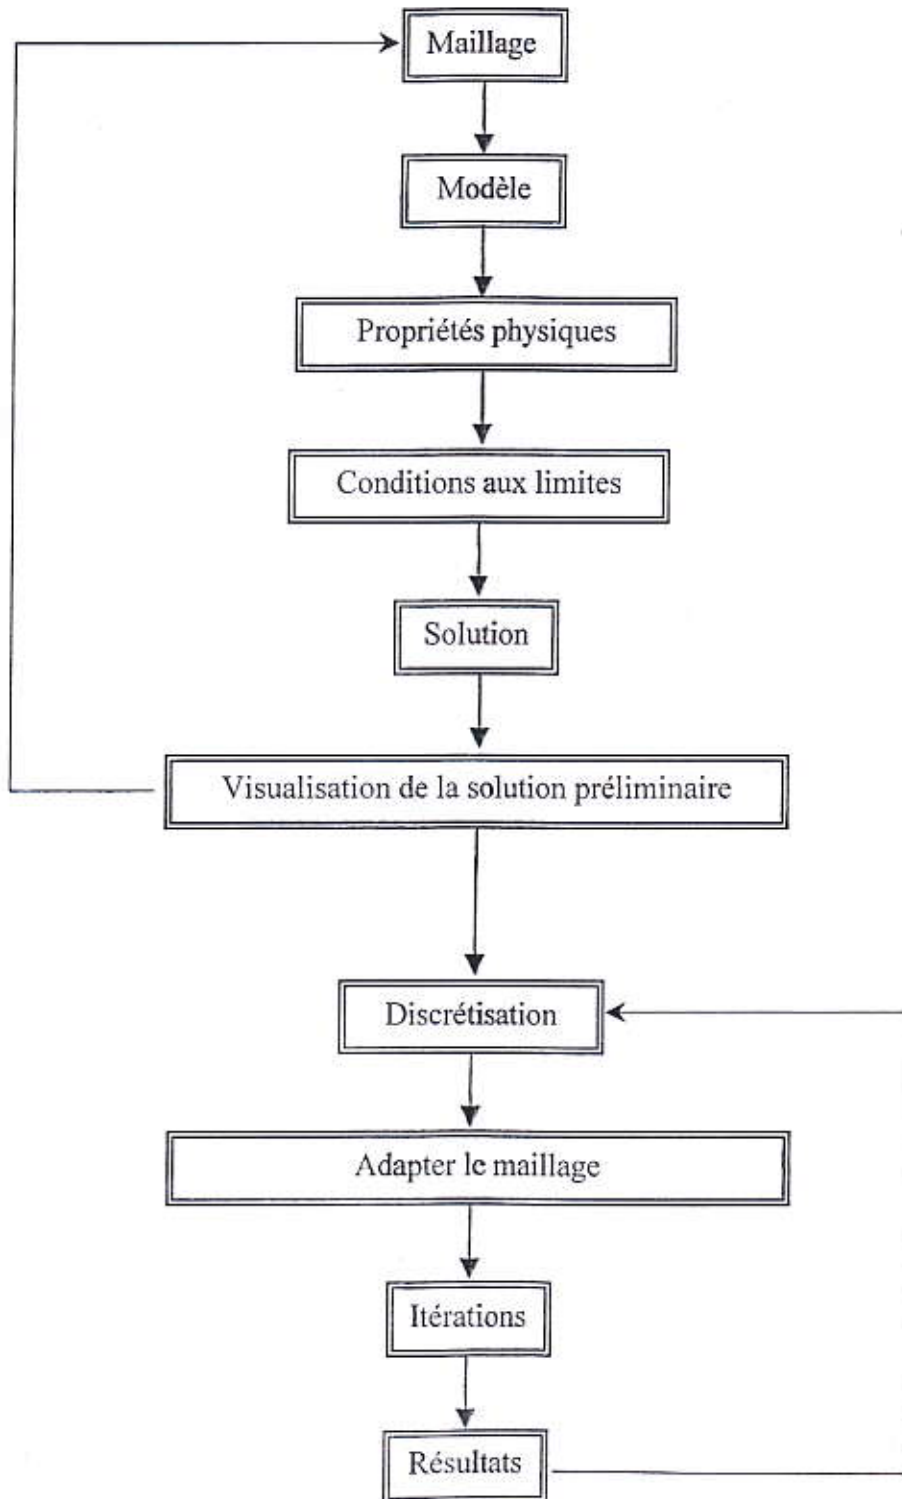 Maillage
Modèle
Propriétés physiques
Conditions aux limites
Solution
Visualisation de la solution préliminaire
Discrétisation
Adapter le maillage
Itérations
Résultats